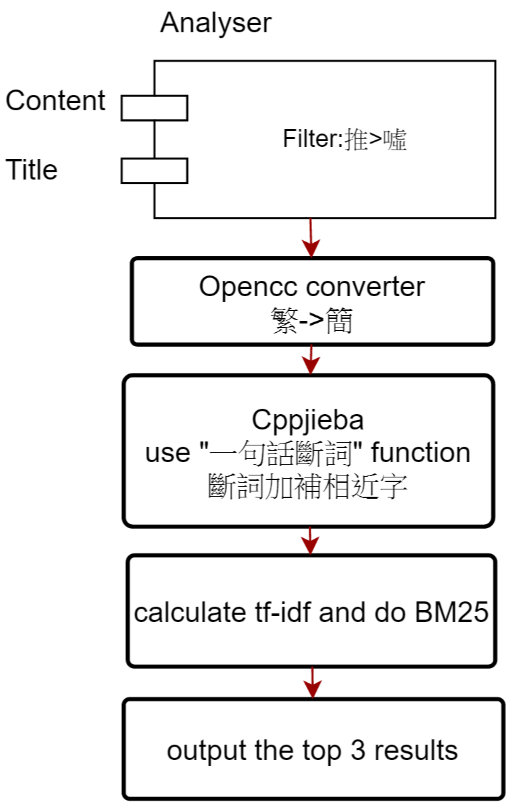 Analyser
Content
Title
Filter:推>噓
Opencc converter
繁->簡
Cppjieba
use "一句話斷詞" function
斷詞加補相近字
calculate tf-idf and do BM25
output the top 3 results